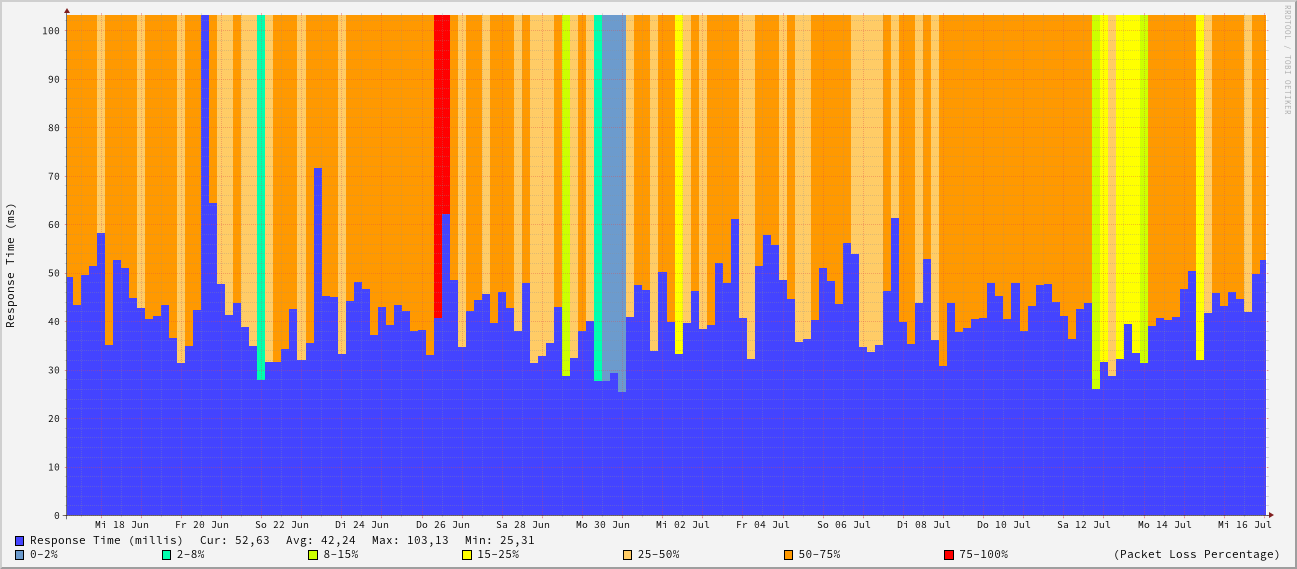 RRDTOOL / TOBI OETIKER
Response Time (ms)
100
90
80
70
60
50
40
30
20
10
0
Mi 18 Jun Fr 20 Jun So 22 Jun Di 24 Jun Do 26 Jun Sa 28 Jun Mo 30 Jun Mi 02 Jul Fr 04 Jul So 06 Jul Di 08 Jul Do 10 Jul Sa 12 Jul Mo 14 Jul Mi 16 Jul
Response Time (millis) Cur: 52,63 Avg: 42,24 Max: 103,13 Min: 25,31
0-2% 2-8% 8-15% 15-25% 25-50% 50-75% 75-100% (Packet Loss Percentage)